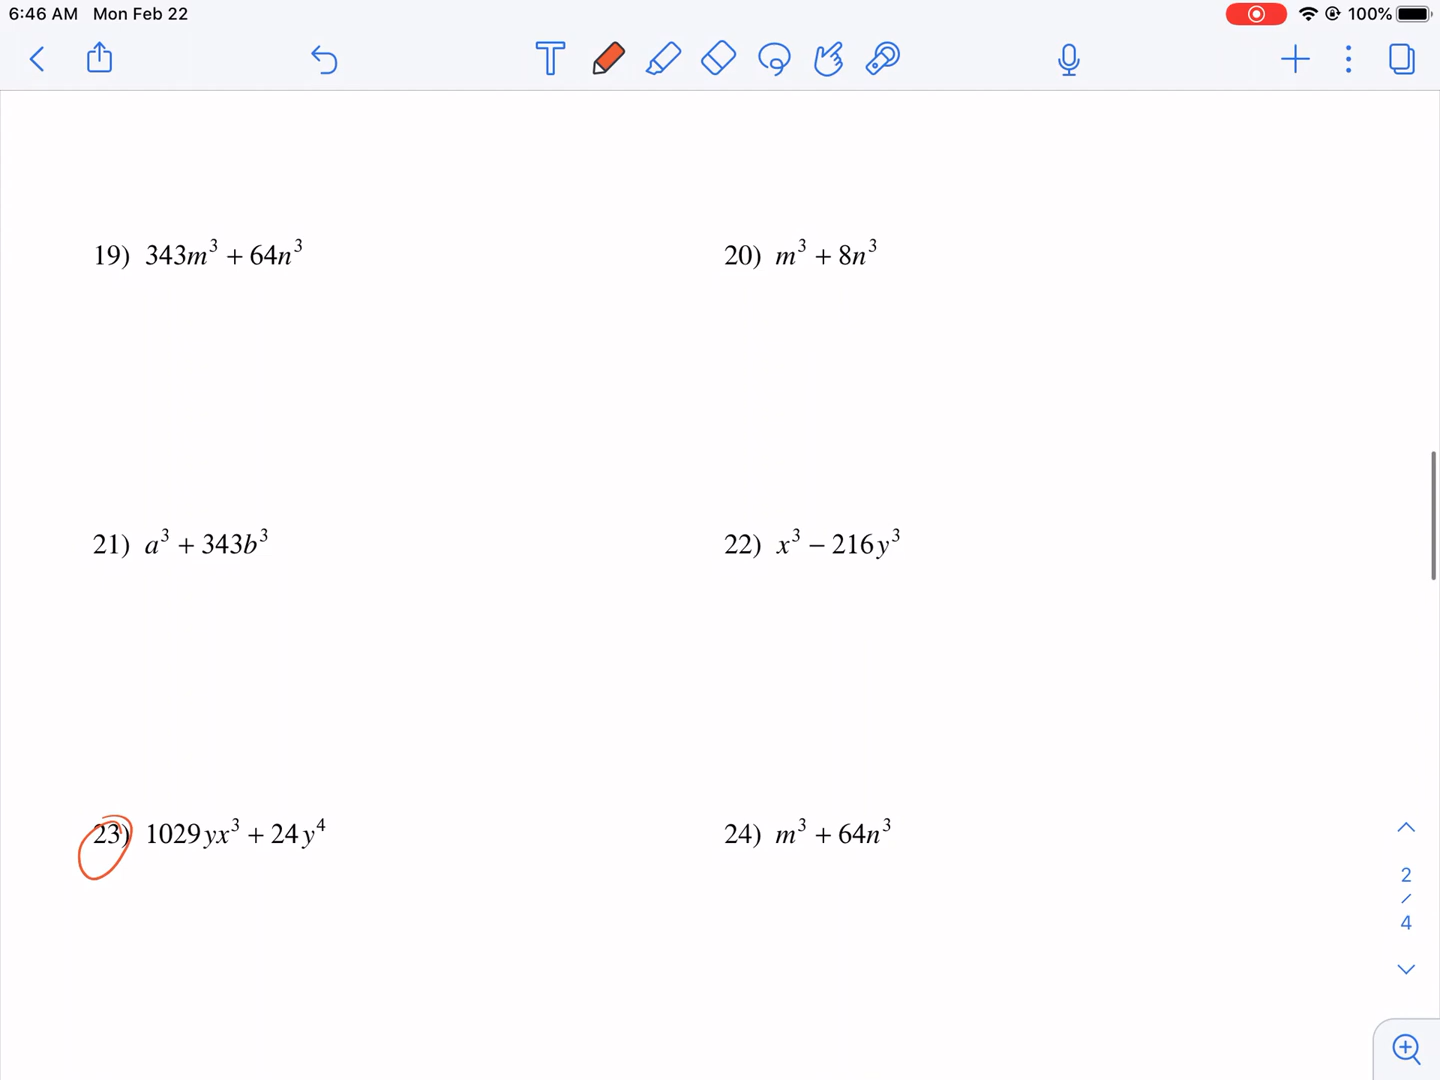 6:46 AM Mon Feb 22 100%
19) 343m³ + 64n³
20) m³ + 8n³
21) a³ + 343b³
22) x³ − 216y³
23) 1029yx³ + 24y⁴
24) m³ + 64n³
2
/
4